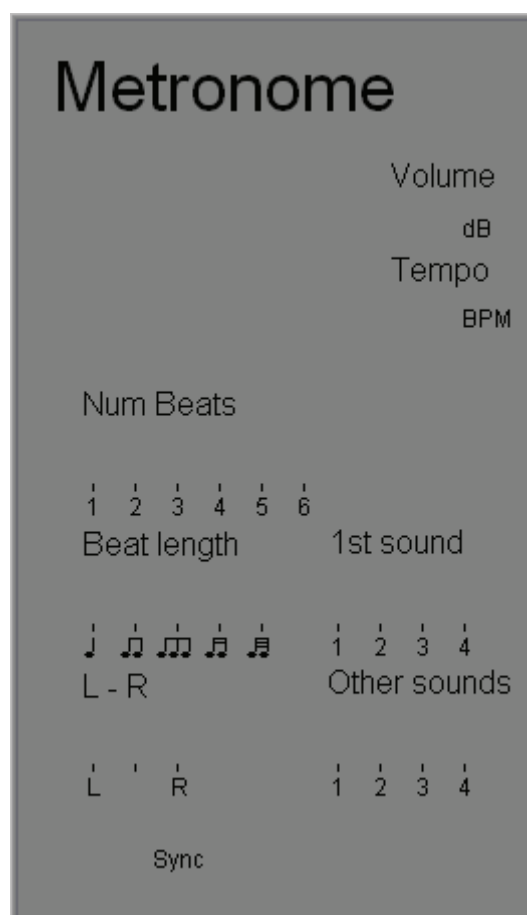 Metronome
Volume
dB
Tempo
BPM
Num Beats
1 2 3 4 5 6
Beat length 1st sound
1 2 3 4
L - R Other sounds
L R 1 2 3 4
Sync